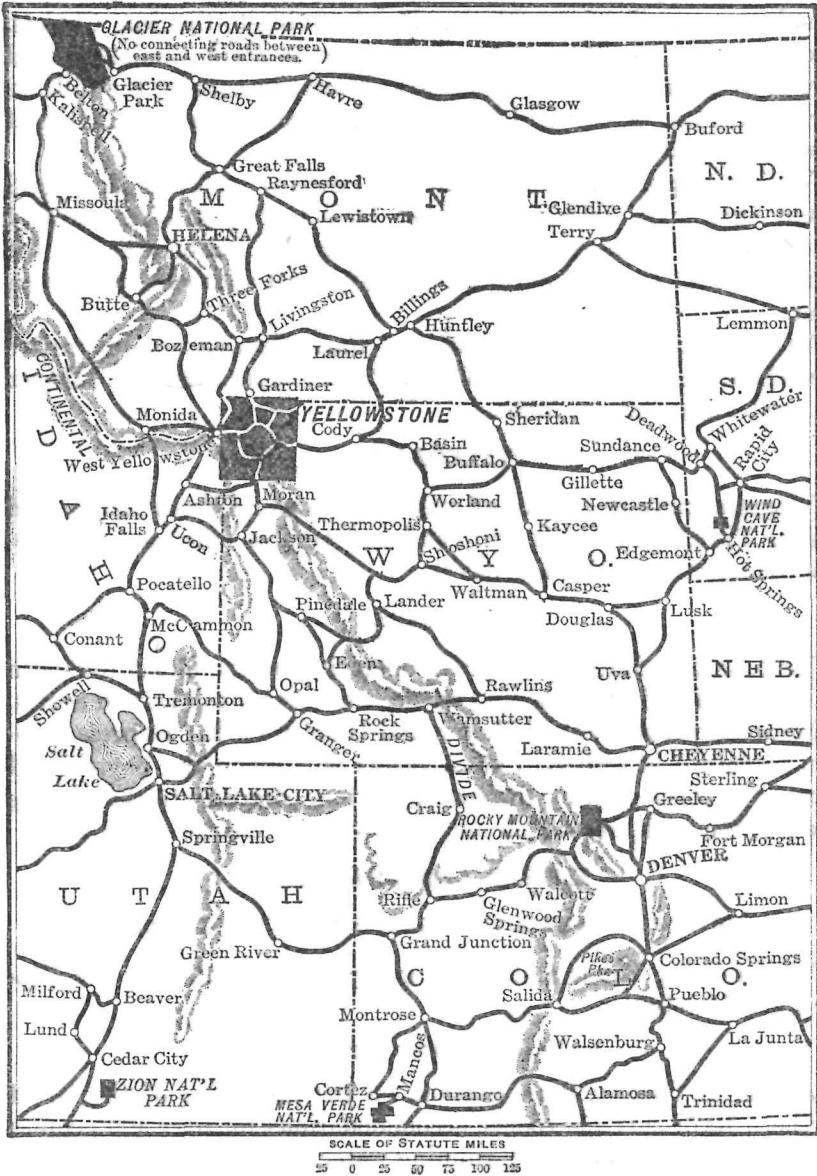 GLACIER NATIONAL PARK
(No connecting roads between
east and west entrances.)
Belton
Glacier
Park
Kalispell
Shelby
Havre
Glasgow
Buford
Great Falls
Raynesford
N. D.
MONT.
Missoula
Lewistown
Glendive
Dickinson
HELENA
Terry
Three Forks
Butte
Livingston
Billings
Huntley
Lemmon
Bozeman
Laurel
CONTINENTAL
Gardiner
S. D.
IDAHO
Monida
YELLOWSTONE
Sheridan
Deadwood
Whitewater
Cody
Basin
West Yellowstone
Buffalo
Sundance
Rapid
City
Gillette
Ashton
Moran
Worland
Newcastle
WIND
CAVE
NAT'L.
PARK
Idaho
Falls
Ucon
Jackson
Thermopolis
Kaycee
Shoshoni
WYO.
Edgemont
Hot Springs
Pocatello
Waltman
Casper
Pinedale
Lander
Douglas
Lusk
McCammon
Conant
Eden
Uva
NEB.
Showell
Tremonton
Opal
Rawling
Granger
Rock
Springs
Wamsutter
Ogden
Laramie
Sidney
CHEYENNE
Salt
Lake
DIVIDE
Sterling
SALT LAKE CITY
Craig
ROCKY MOUNTAIN
NATIONAL PARK
Greeley
Fort Morgan
Springville
DENVER
UTAH
Rifle
Glenwood
Springs
Walcott
Limon
Grand Junction
Green River
Colorado Springs
Pikes
Pk.
COLO.
Milford
Beaver
Salida
Pueblo
Montrose
Lund
Walsenburg
La Junta
Cedar City
Mancos
ZION NAT'L
PARK
Cortez
MESA VERDE
NAT'L. PARK
Durango
Alamosa
Trinidad
SCALE OF STATUTE MILES
25 0 25 50 75 100 125